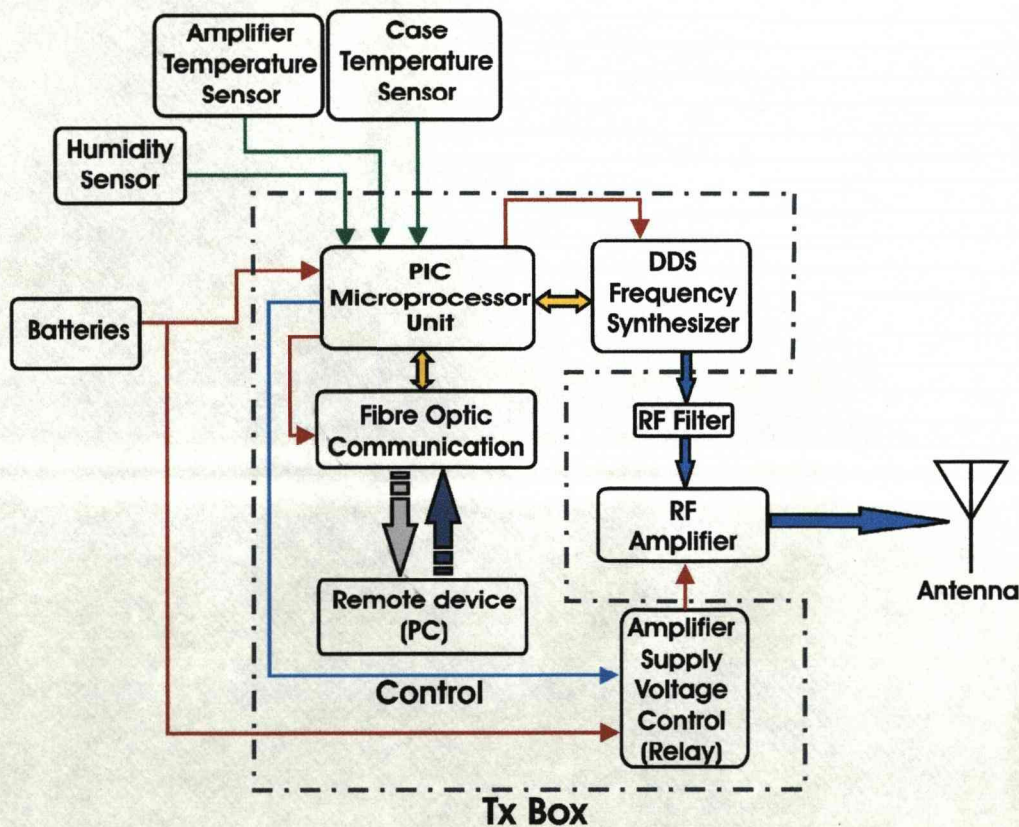 Amplifier
Temperature
Sensor
Case
Temperature
Sensor
Humidity
Sensor
PIC
Microprocessor
Unit
DDS
Frequency
Synthesizer
Batteries
Fibre Optic
Communication
RF Filter
RF
Amplifier
Remote device
(PC)
Antenna
Amplifier
Supply
Voltage
Control
(Relay)
Control
Tx Box